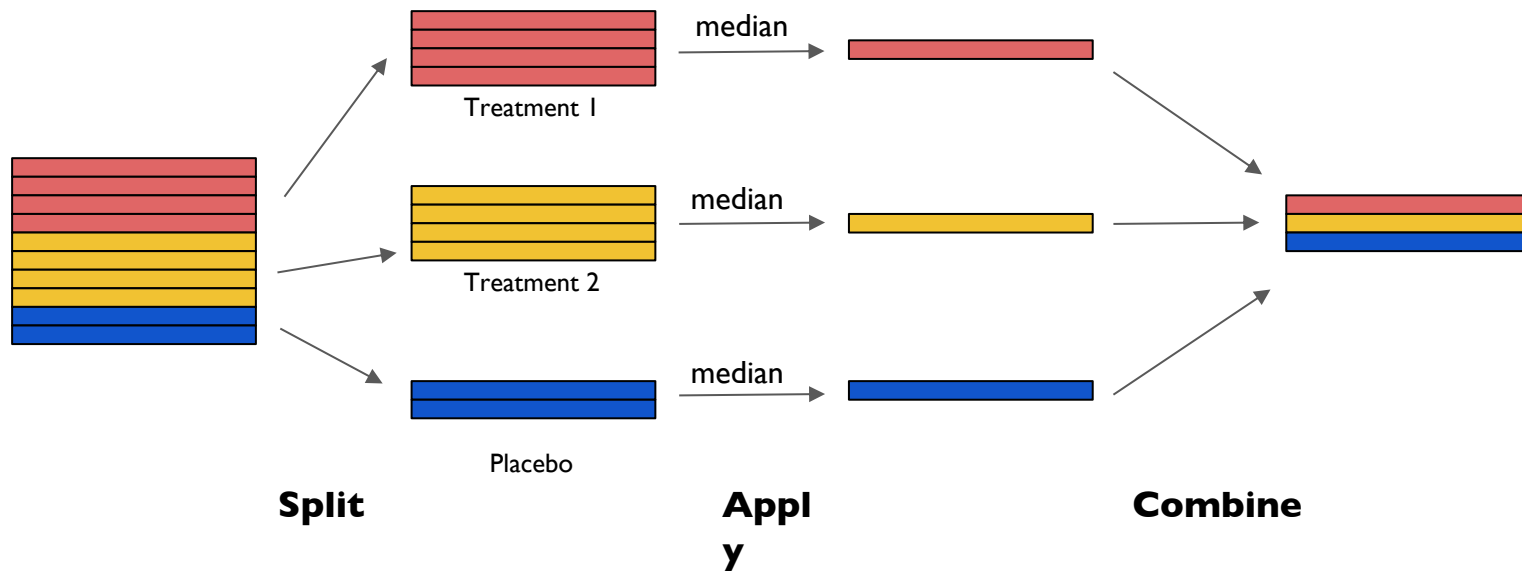 median
Treatment 1
median
Treatment 2
median
Placebo
Split
Appl
y
Combine